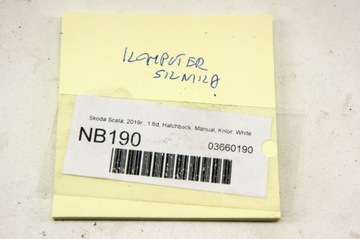 KOMPUTER
SILNIKA
Skoda Scala, 2019r., 1.6d, Hatchback, Manual, Kolor: White
NB190
03660190